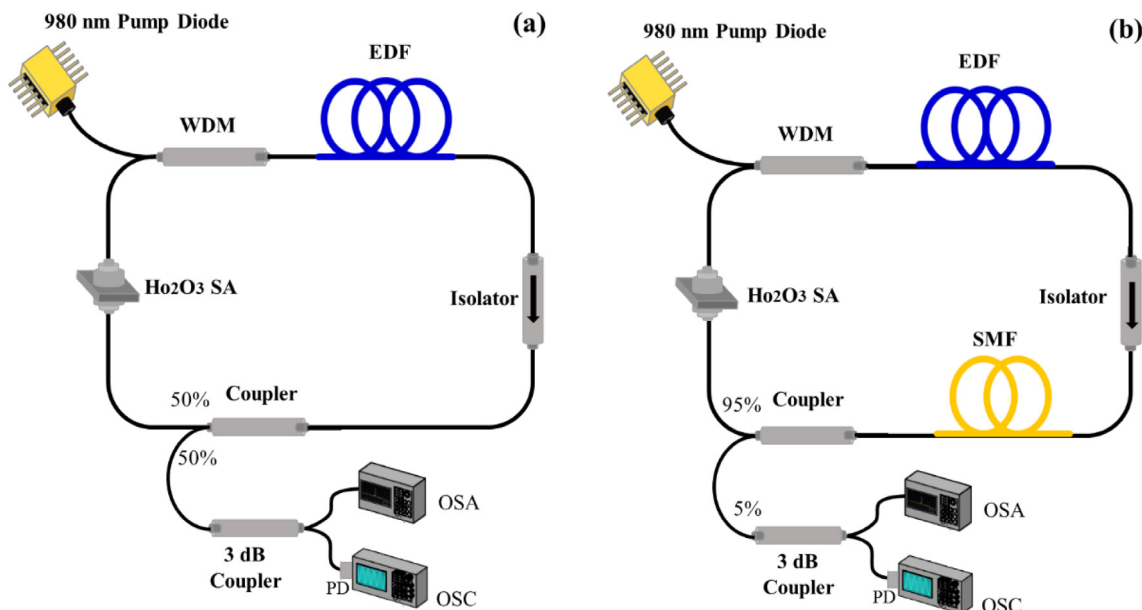 (a)
980 nm Pump Diode
EDF
WDM
Ho2O3 SA
Isolator
50%
Coupler
50%
OSA
3 dB
Coupler
PD
OSC
(b)
980 nm Pump Diode
EDF
WDM
Ho2O3 SA
Isolator
SMF
95%
Coupler
5%
OSA
3 dB
Coupler
PD
OSC